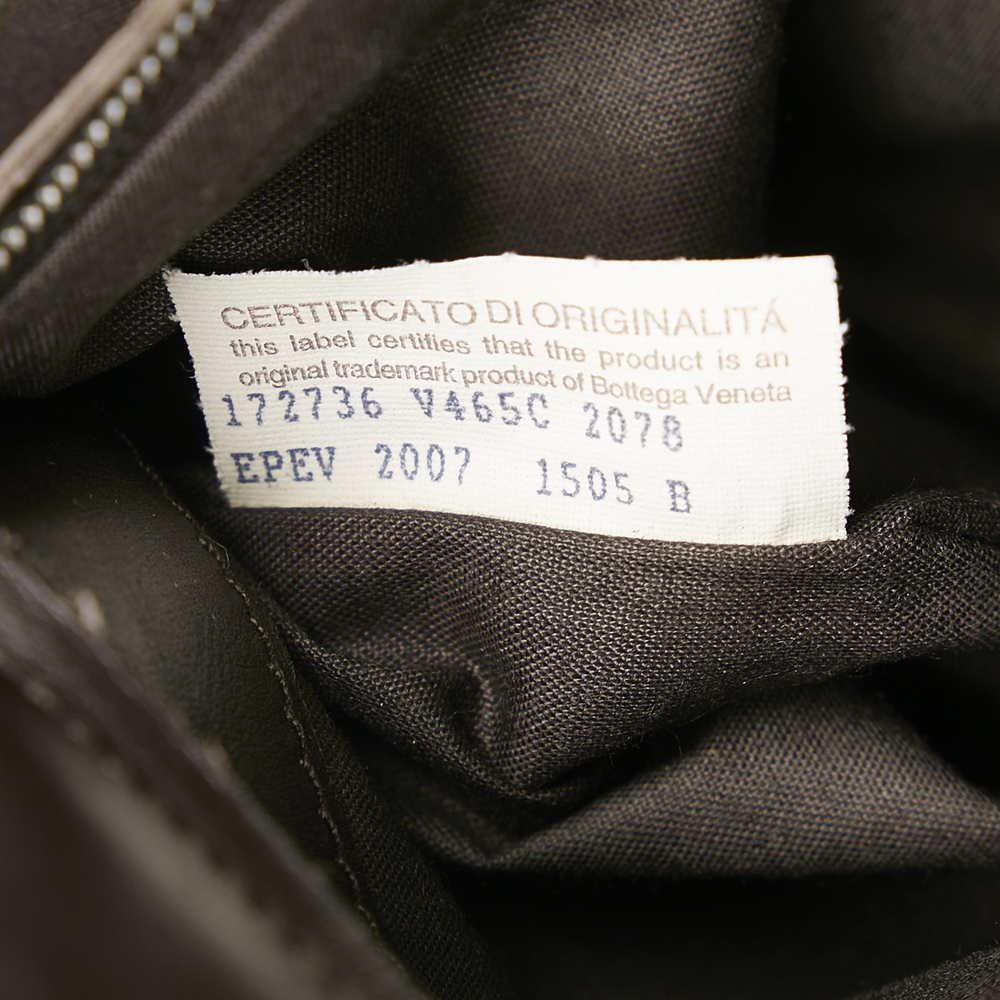 CERTIFICATO DI ORIGINALITÁ
this label certifies that the product is an
original trademark product of Bottega Veneta
172736 V465C 2078
EPEV 2007 1505 B